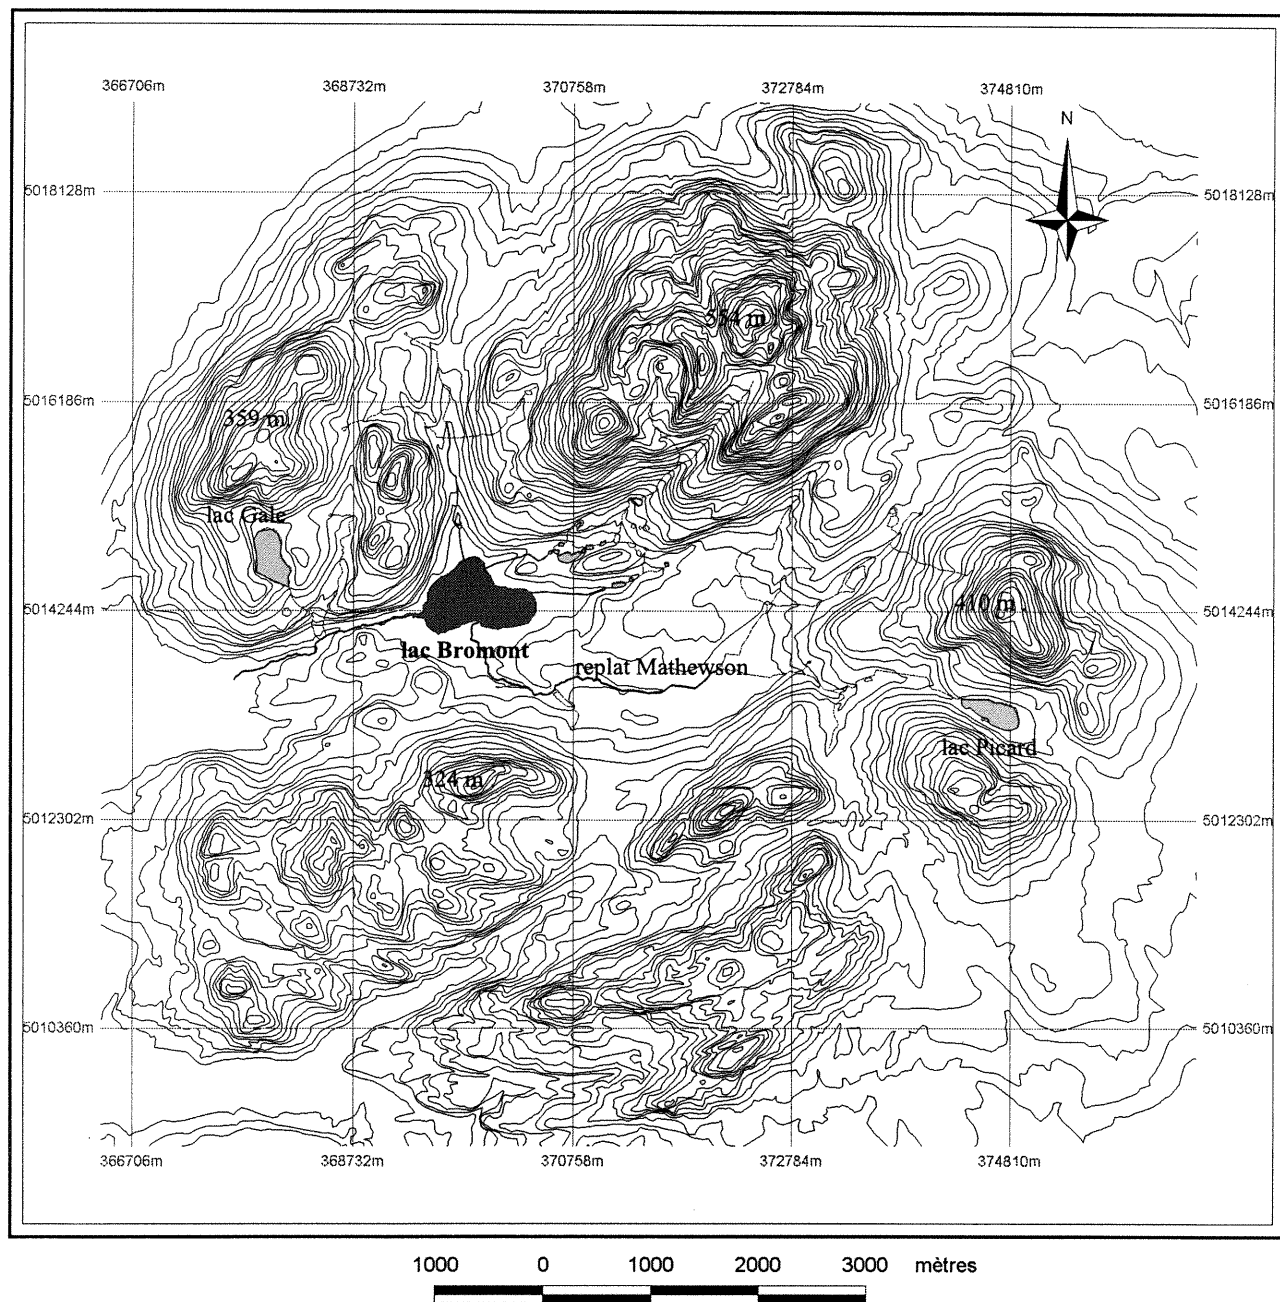 366706m 368732m 370758m 372784m 374810m
N
5018128m 5018128m
554 m
5016186m 5016186m
359 m
lac Gale
410 m
5014244m 5014244m
lac Bromont
replat Mathewson
lac Picard
324 m
5012302m 5012302m
5010360m 5010360m
366706m 368732m 370758m 372784m 374810m
1000 0 1000 2000 3000 mètres